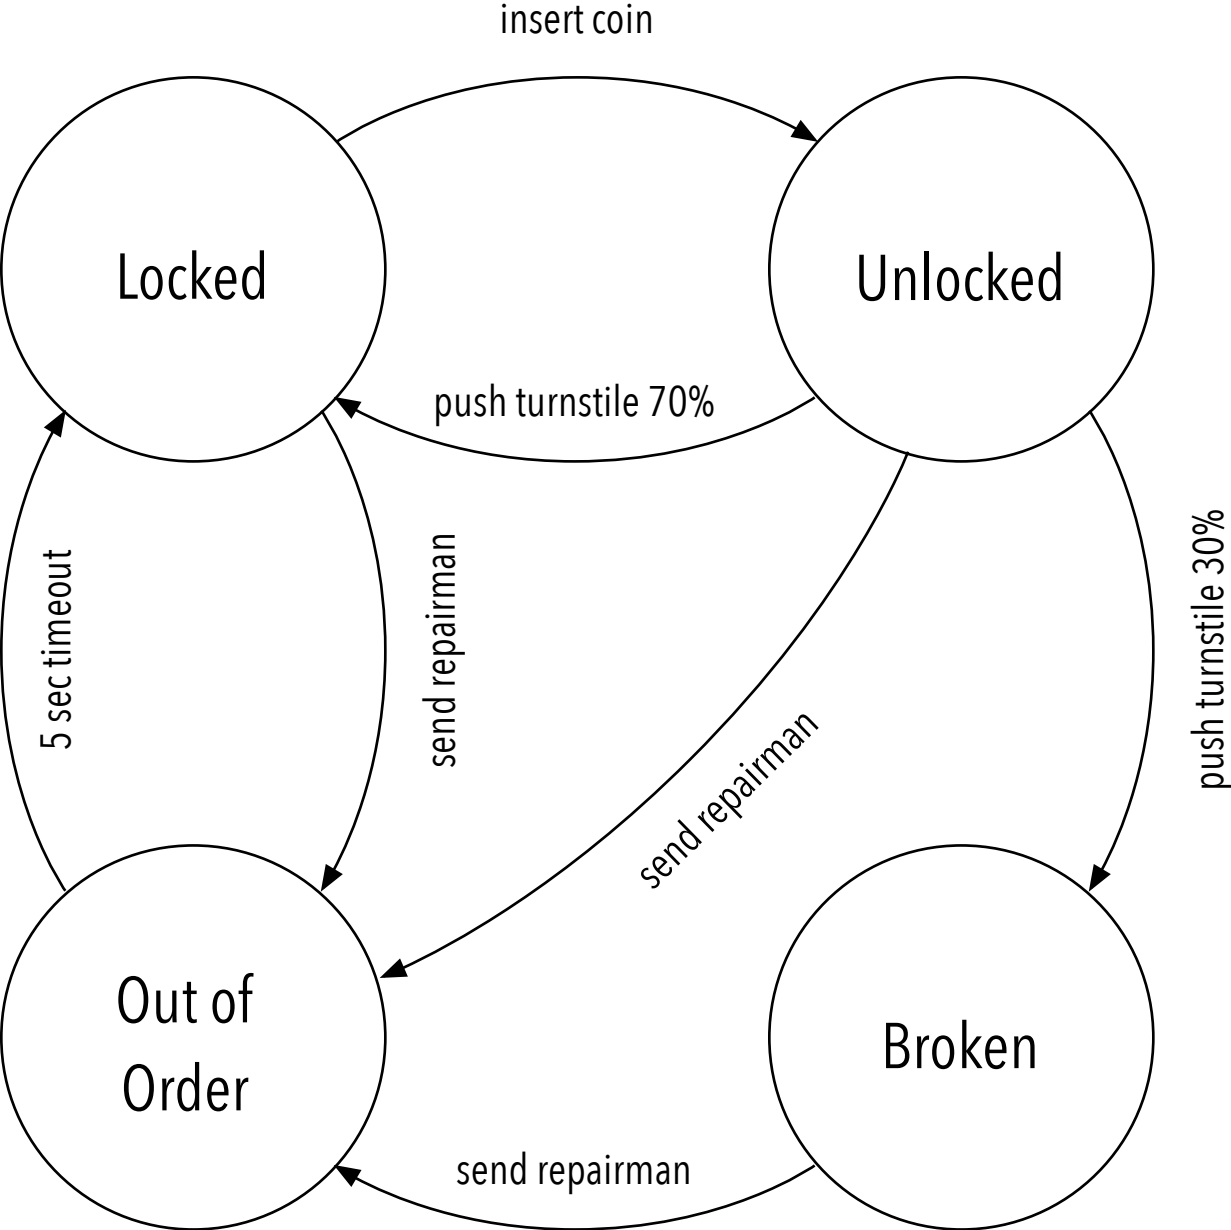 insert coin
Locked
Unlocked
push turnstile 70%
5 sec timeout
send repairman
send repairman
push turnstile 30%
Out of
Order
Broken
send repairman